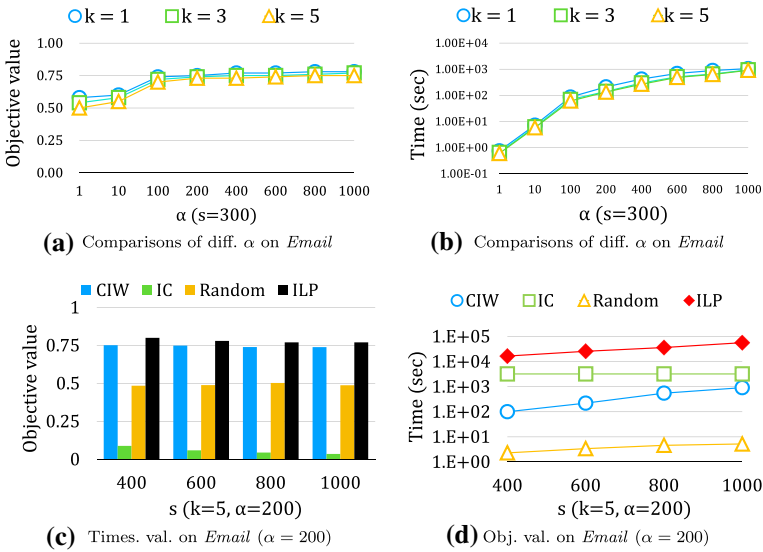 k = 1 k = 3 k = 5
Objective value
1.00
0.75
0.50
0.25
0.00
1 10 100 200 400 600 800 1000
α (s=300)
(a) Comparisons of diff. α on Email
k = 1 k = 3 k = 5
Time (sec)
1.00E+04
1.00E+03
1.00E+02
1.00E+01
1.00E+00
1.00E-01
1 10 100 200 400 600 800 1000
α (s=300)
(b) Comparisons of diff. α on Email
CIW IC Random ILP
Objective value
1
0.75
0.5
0.25
0
400 600 800 1000
s (k=5, α=200)
(c) Times. val. on Email (α = 200)
CIW IC Random ILP
Time (sec)
1.E+05
1.E+04
1.E+03
1.E+02
1.E+01
1.E+00
400 600 800 1000
s (k=5, α=200)
(d) Obj. val. on Email (α = 200)